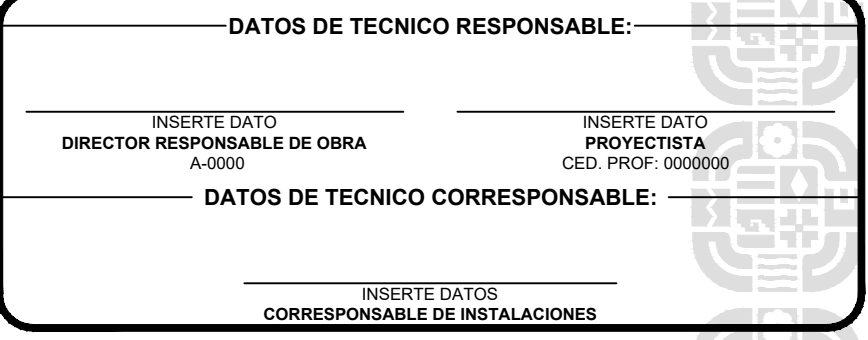 DATOS DE TECNICO RESPONSABLE:
INSERTE DATO
DIRECTOR RESPONSABLE DE OBRA
A-0000
INSERTE DATO
PROYECTISTA
CED. PROF: 0000000
DATOS DE TECNICO CORRESPONSABLE:
INSERTE DATOS
CORRESPONSABLE DE INSTALACIONES